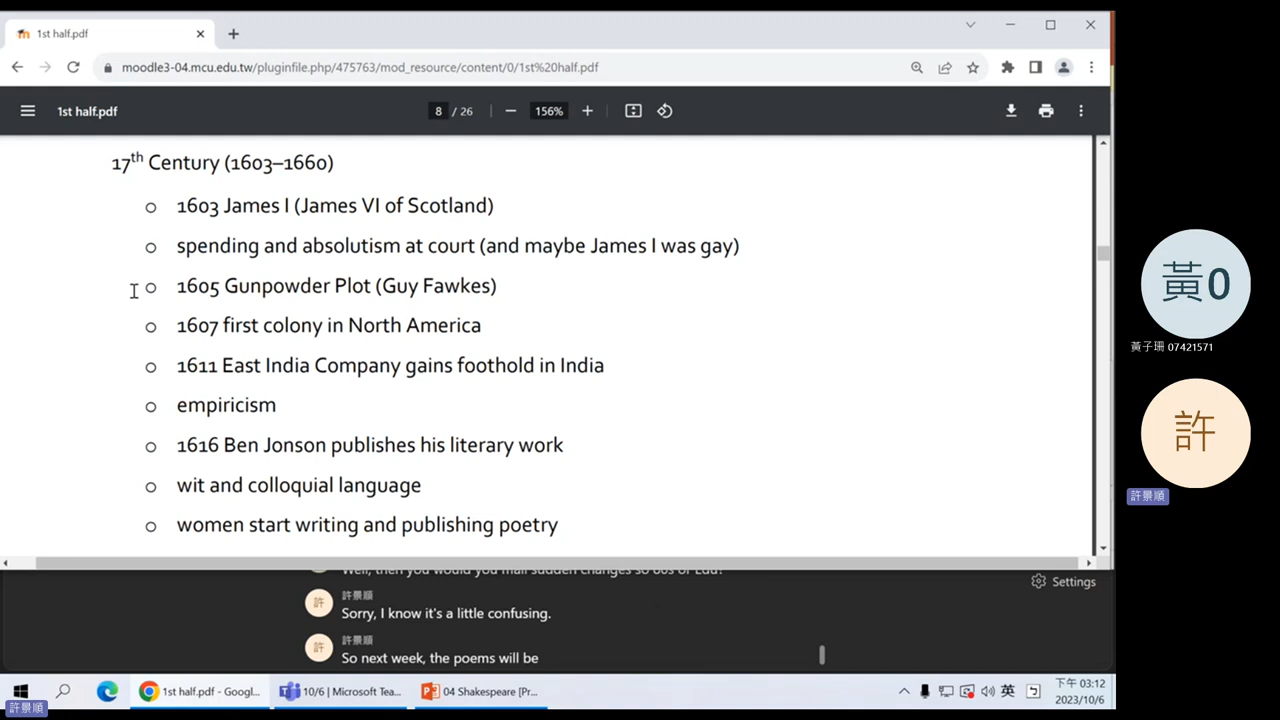 1st half.pdf
moodle3-04.mcu.edu.tw/pluginfile.php/475763/mod_resource/content/0/1st%20half.pdf
1st half.pdf
8 / 26
156%
17th Century (1603–1660)
1603 James I (James VI of Scotland)
spending and absolutism at court (and maybe James I was gay)
1605 Gunpowder Plot (Guy Fawkes)
1607 first colony in North America
1611 East India Company gains foothold in India
empiricism
1616 Ben Jonson publishes his literary work
wit and colloquial language
women start writing and publishing poetry
黃0
黃子珊 07421571
許
許景順
Settings
許
許景順
Sorry, I know it's a little confusing.
許
許景順
So next week, the poems will be
1st half.pdf - Googl...
10/6 | Microsoft Tea...
04 Shakespeare [Pr...
英
ㄅ
下午 03:12
2023/10/6
許景順